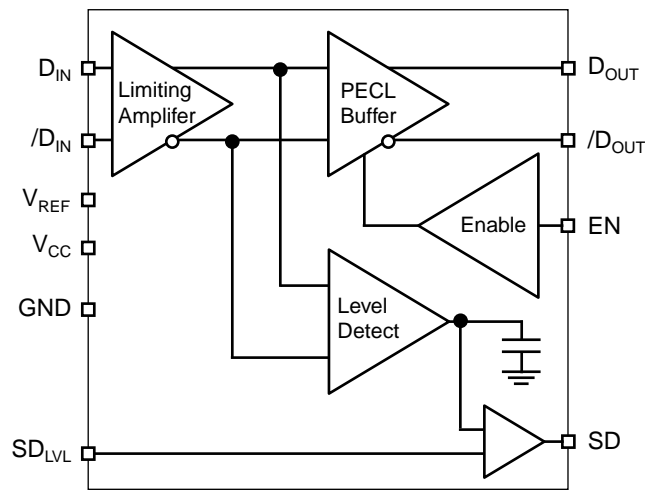 D_IN
Limiting
Amplifer
PECL
Buffer
D_OUT
/D_IN
/D_OUT
V_REF
Enable
EN
V_CC
GND
Level
Detect
SD_LVL
SD